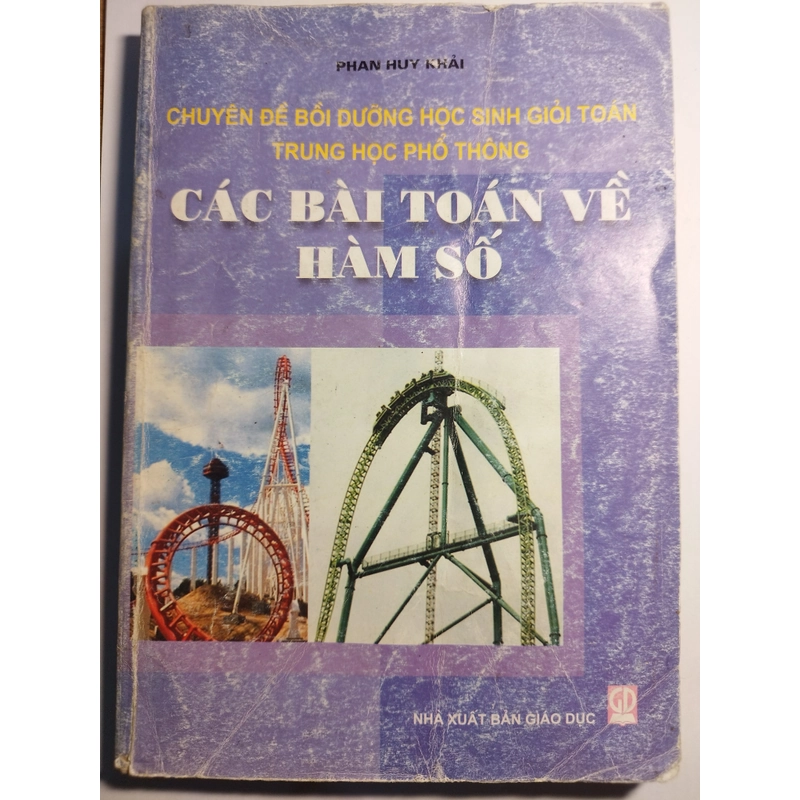 PHAN HUY KHẢI
CHUYÊN ĐỀ BỒI DƯỠNG HỌC SINH GIỎI TOÁN
TRUNG HỌC PHỔ THÔNG
CÁC BÀI TOÁN VỀ
HÀM SỐ
NHÀ XUẤT BẢN GIÁO DỤC
GD